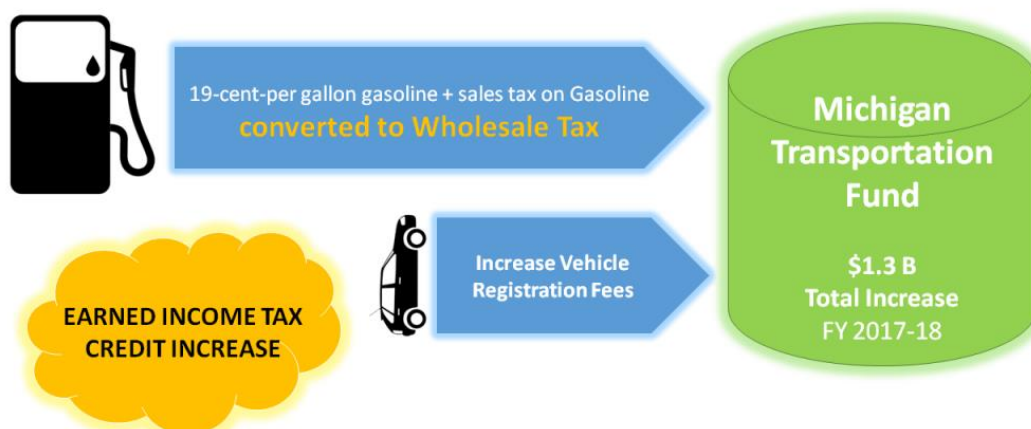 19-cent-per gallon gasoline + sales tax on Gasoline
converted to Wholesale Tax
Michigan
Transportation
Fund
$1.3 B
Total Increase
FY 2017-18
Increase Vehicle
Registration Fees
EARNED INCOME TAX
CREDIT INCREASE